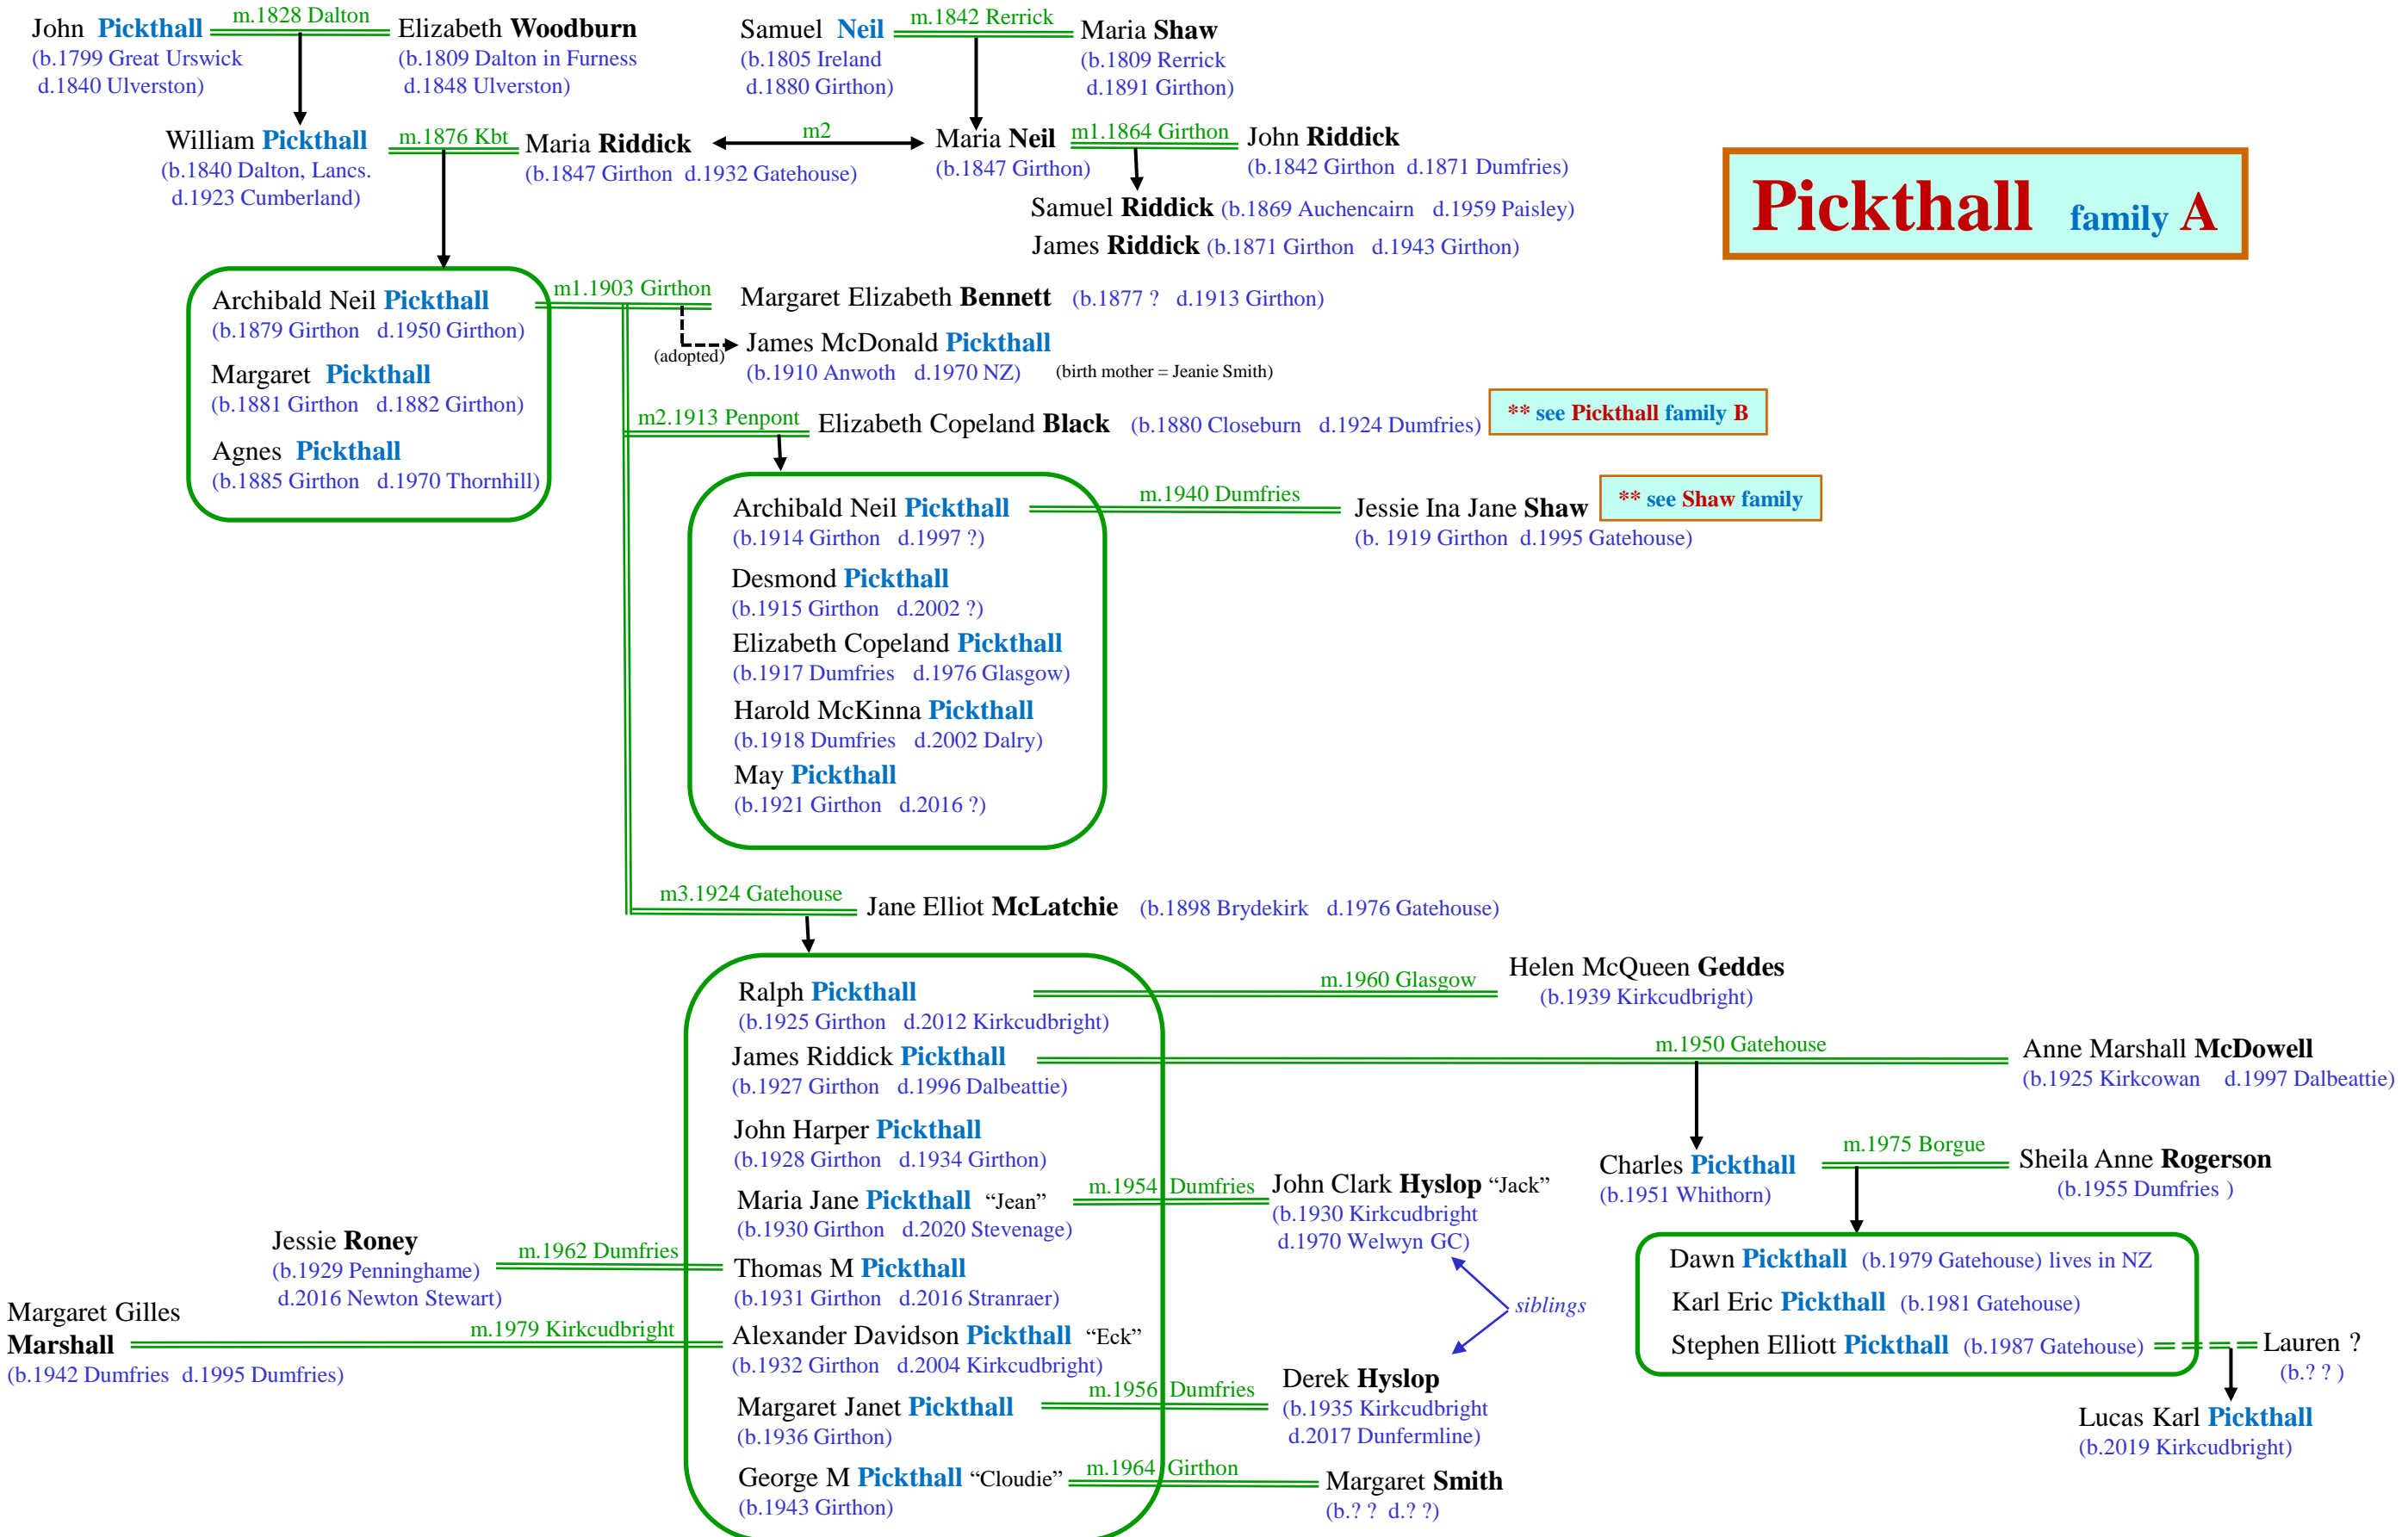 John Pickthall
m.1828 Dalton
Elizabeth Woodburn
(b.1799 Great Urswick
d.1840 Ulverston)
(b.1809 Dalton in Furness
d.1848 Ulverston)
Samuel Neil
m.1842 Rerrick
Maria Shaw
(b.1805 Ireland
d.1880 Girthon)
(b.1809 Rerrick
d.1891 Girthon)
William Pickthall
m.1876 Kbt
Maria Riddick
m2
Maria Neil
m1.1864 Girthon
John Riddick
(b.1840 Dalton, Lancs.
d.1923 Cumberland)
(b.1847 Girthon d.1932 Gatehouse)
(b.1847 Girthon)
(b.1842 Girthon d.1871 Dumfries)
Samuel Riddick (b.1869 Auchencairn d.1959 Paisley)
James Riddick (b.1871 Girthon d.1943 Girthon)
Pickthall family A
Archibald Neil Pickthall
(b.1879 Girthon d.1950 Girthon)
Margaret Pickthall
(b.1881 Girthon d.1882 Girthon)
Agnes Pickthall
(b.1885 Girthon d.1970 Thornhill)
m1.1903 Girthon
Margaret Elizabeth Bennett (b.1877 ? d.1913 Girthon)
(adopted)
James McDonald Pickthall
(b.1910 Anwoth d.1970 NZ) (birth mother = Jeanie Smith)
m2.1913 Penpont
Elizabeth Copeland Black (b.1880 Closeburn d.1924 Dumfries)
** see Pickthall family B
Archibald Neil Pickthall
(b.1914 Girthon d.1997 ?)
m.1940 Dumfries
Jessie Ina Jane Shaw
(b. 1919 Girthon d.1995 Gatehouse)
** see Shaw family
Desmond Pickthall
(b.1915 Girthon d.2002 ?)
Elizabeth Copeland Pickthall
(b.1917 Dumfries d.1976 Glasgow)
Harold McKinna Pickthall
(b.1918 Dumfries d.2002 Dalry)
May Pickthall
(b.1921 Girthon d.2016 ?)
m3.1924 Gatehouse
Jane Elliot McLatchie (b.1898 Brydekirk d.1976 Gatehouse)
Ralph Pickthall
(b.1925 Girthon d.2012 Kirkcudbright)
m.1960 Glasgow
Helen McQueen Geddes
(b.1939 Kirkcudbright)
James Riddick Pickthall
(b.1927 Girthon d.1996 Dalbeattie)
m.1950 Gatehouse
Anne Marshall McDowell
(b.1925 Kirkcowan d.1997 Dalbeattie)
John Harper Pickthall
(b.1928 Girthon d.1934 Girthon)
Charles Pickthall
(b.1951 Whithorn)
m.1975 Borgue
Sheila Anne Rogerson
(b.1955 Dumfries )
Maria Jane Pickthall “Jean”
(b.1930 Girthon d.2020 Stevenage)
m.1954 Dumfries
John Clark Hyslop “Jack”
(b.1930 Kirkcudbright
d.1970 Welwyn GC)
Jessie Roney
(b.1929 Penninghame)
d.2016 Newton Stewart)
m.1962 Dumfries
Thomas M Pickthall
(b.1931 Girthon d.2016 Stranraer)
siblings
Dawn Pickthall (b.1979 Gatehouse) lives in NZ
Karl Eric Pickthall (b.1981 Gatehouse)
Stephen Elliott Pickthall (b.1987 Gatehouse)
Lauren ?
(b.? ? )
Lucas Karl Pickthall
(b.2019 Kirkcudbright)
Margaret Gilles
Marshall
(b.1942 Dumfries d.1995 Dumfries)
m.1979 Kirkcudbright
Alexander Davidson Pickthall “Eck”
(b.1932 Girthon d.2004 Kirkcudbright)
Margaret Janet Pickthall
(b.1936 Girthon)
m.1956 Dumfries
Derek Hyslop
(b.1935 Kirkcudbright
d.2017 Dunfermline)
George M Pickthall “Cloudie”
(b.1943 Girthon)
m.1964 Girthon
Margaret Smith
(b.? ? d.? ?)